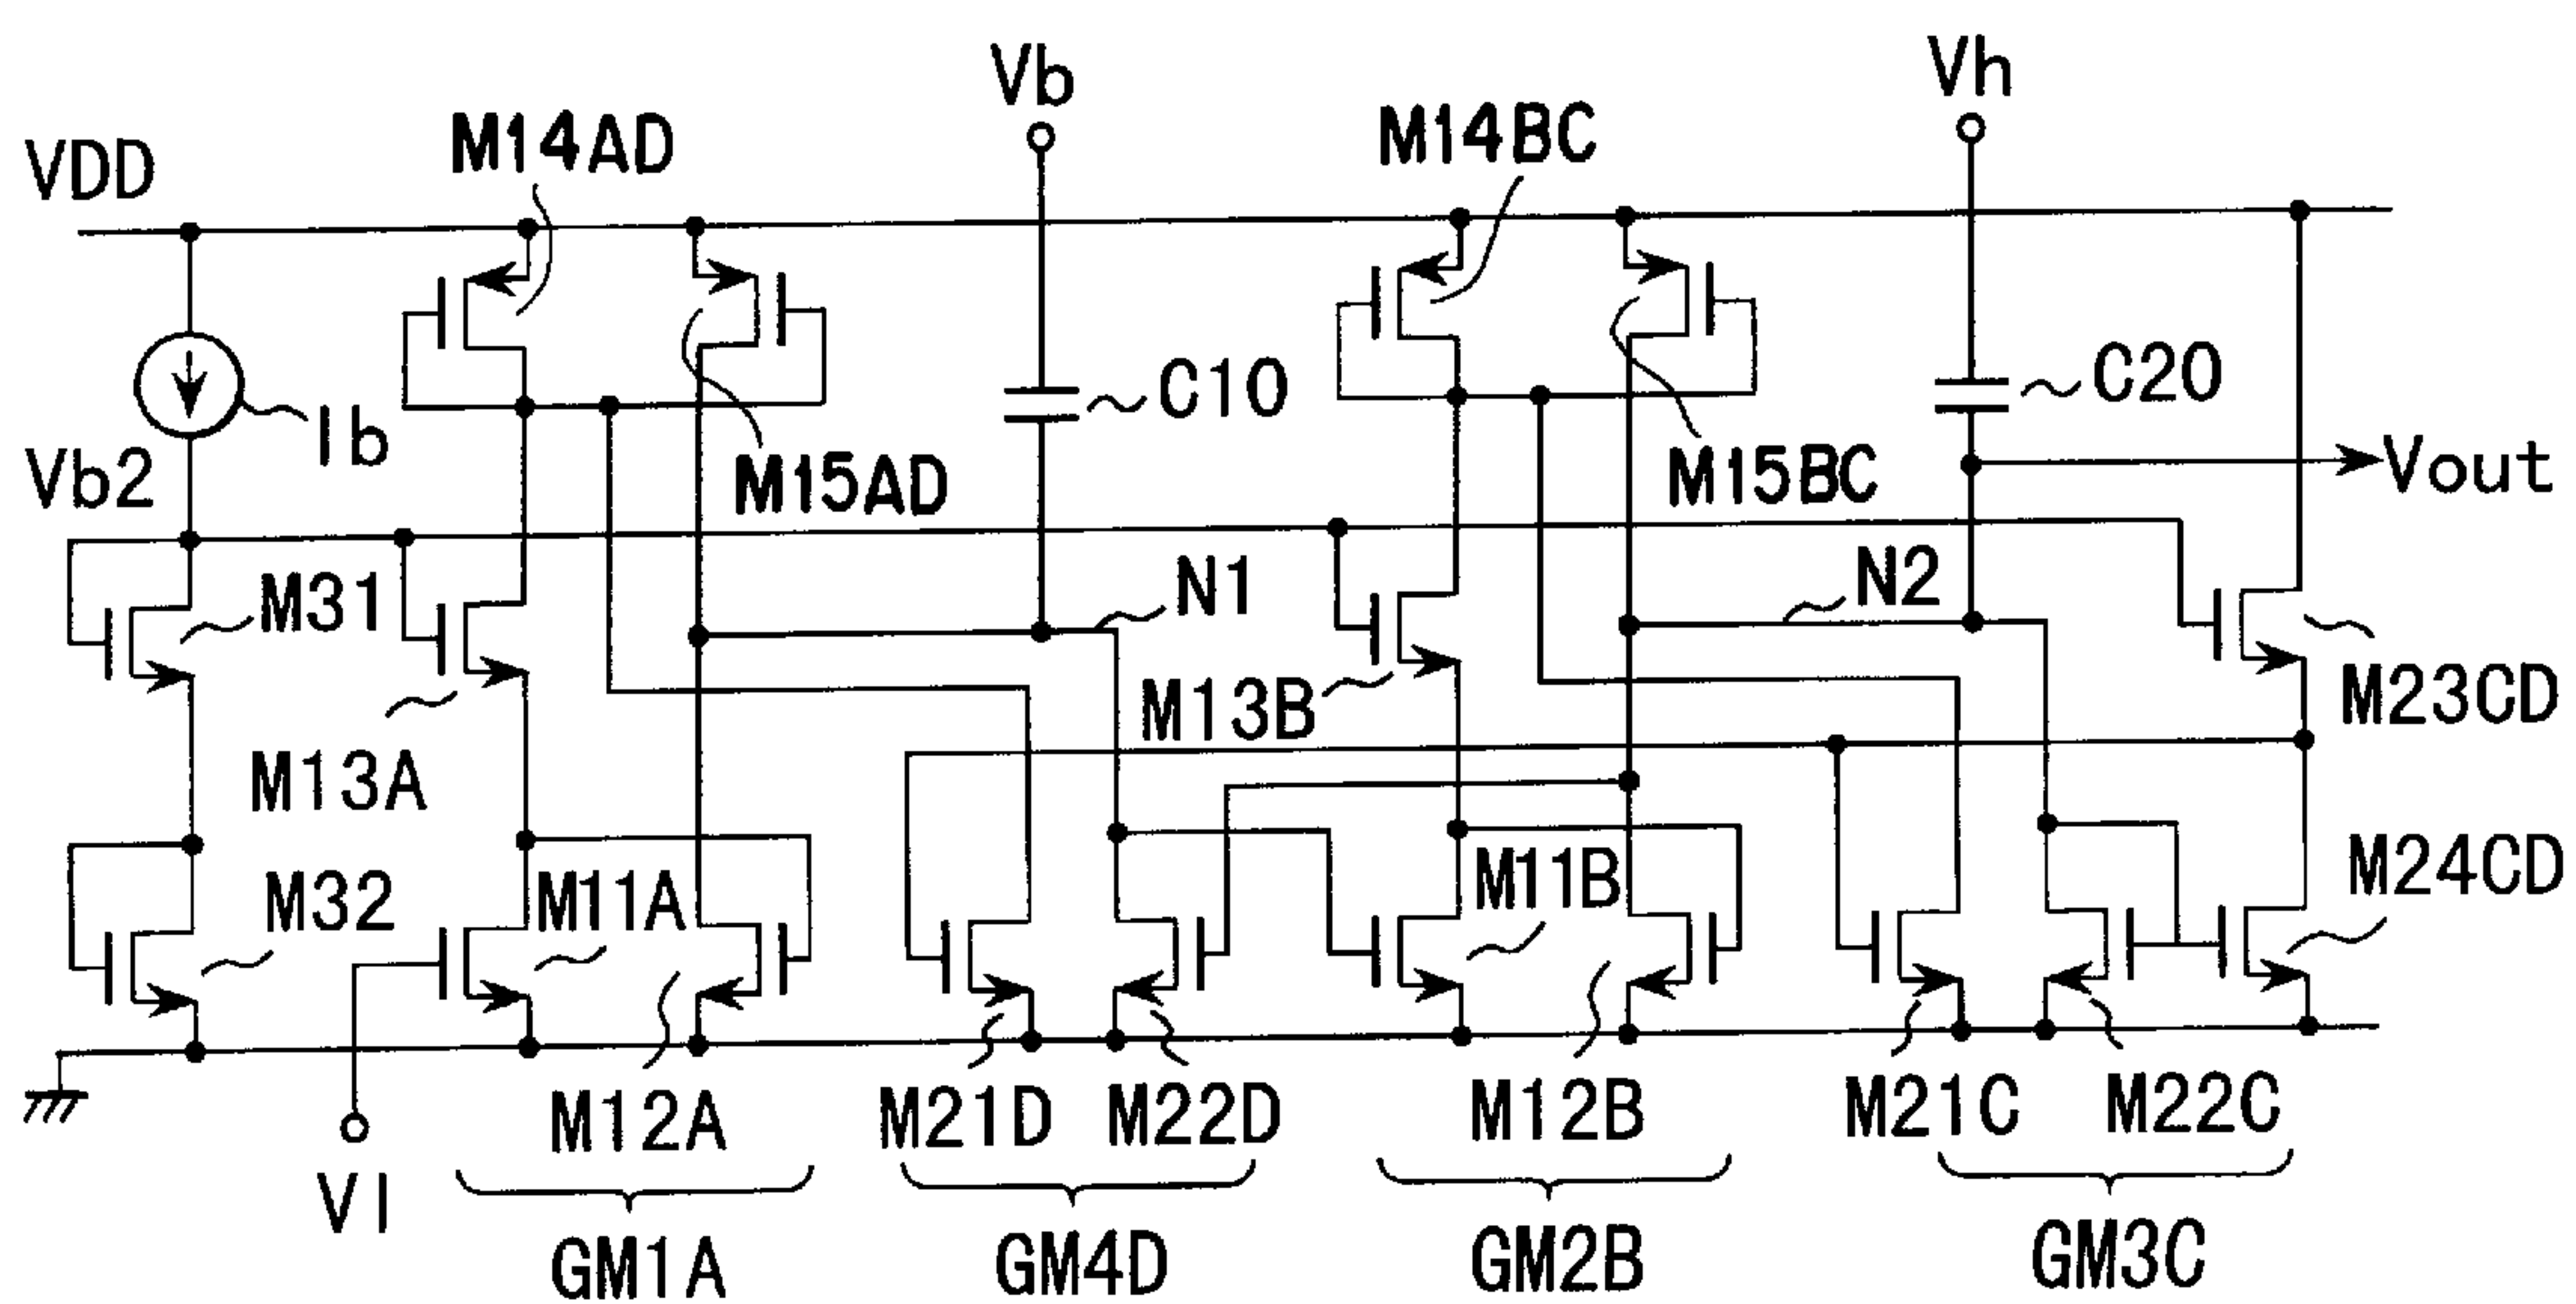 Vb
Vh
M14AD
M14BC
VDD
C10
C20
Ib
Vb2
M15AD
M15BC
Vout
M31
N1
N2
M13A
M13B
M23CD
M32
M11A
M11B
M24CD
M12A
M21D
M22D
M12B
M21C
M22C
VI
GM1A
GM4D
GM2B
GM3C